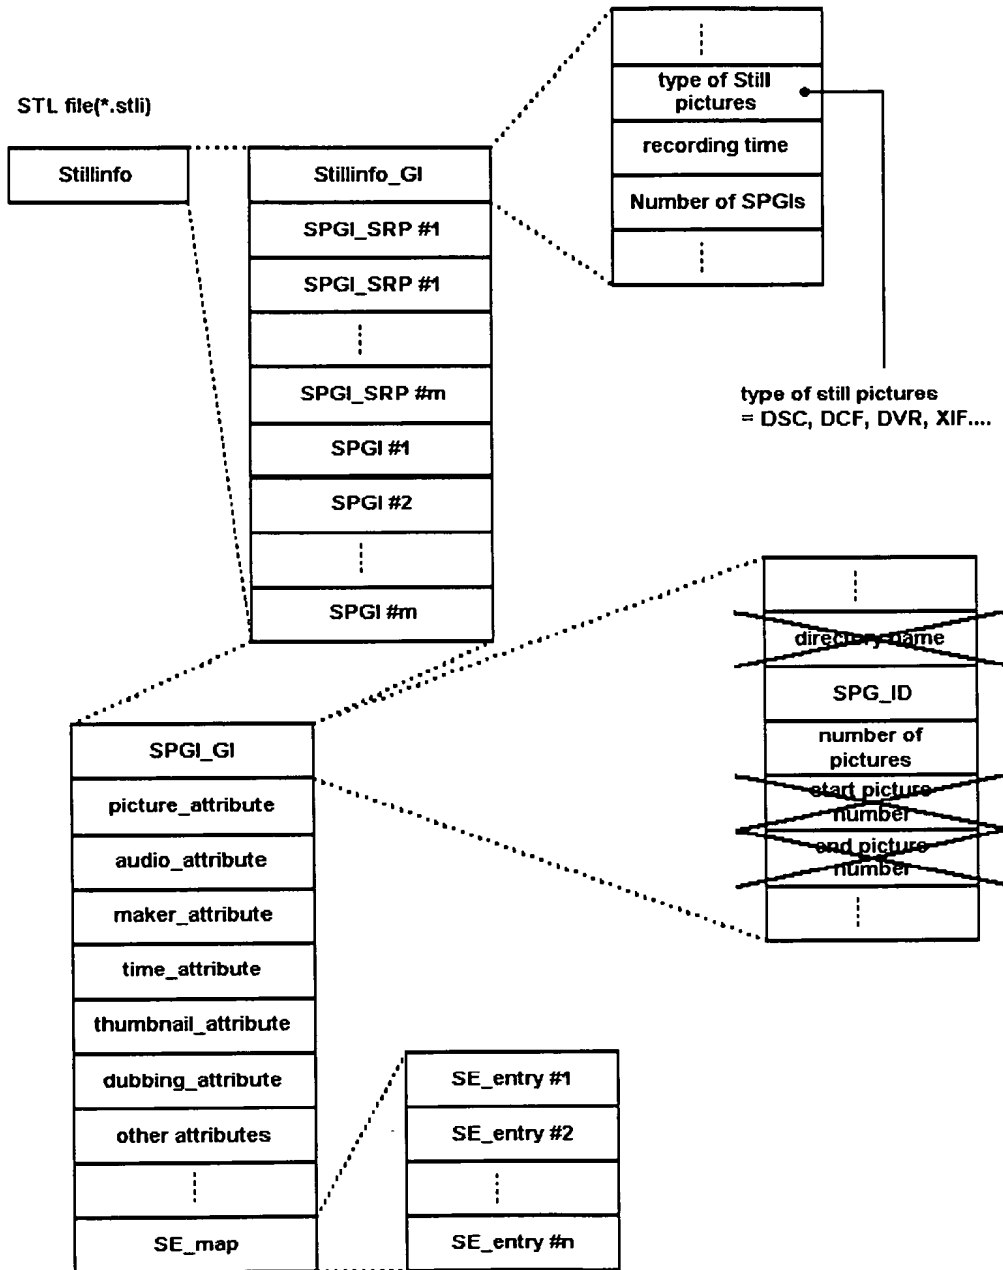 STL file(*.stli)
Stillinfo
Stillinfo_GI
SPGI_SRP #1
SPGI_SRP #1
SPGI_SRP #m
SPGI #1
SPGI #2
SPGI #m
type of Still
pictures
recording time
Number of SPGIs
type of still pictures
= DSC, DCF, DVR, XIF....
directory name
SPG_ID
number of
pictures
start picture
number
end picture
number
SPGI_GI
picture_attribute
audio_attribute
maker_attribute
time_attribute
thumbnail_attribute
dubbing_attribute
other attributes
SE_map
SE_entry #1
SE_entry #2
SE_entry #n